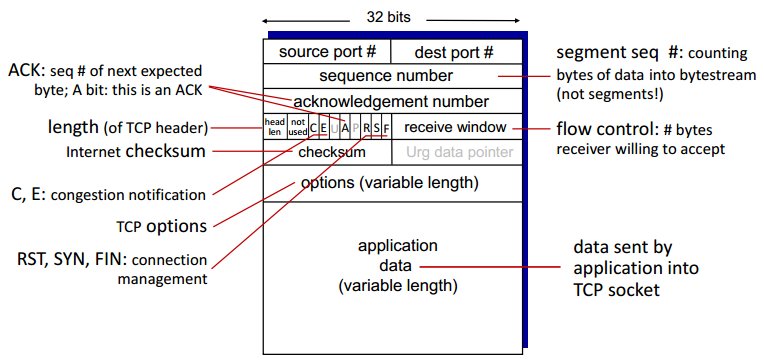 32 bits
source port #
dest port #
sequence number
acknowledgement number
head
len
not
used
C E U A P R S F
receive window
checksum
Urg data pointer
options (variable length)
application
data
(variable length)
ACK: seq # of next expected
byte; A bit: this is an ACK
length (of TCP header)
Internet checksum
C, E: congestion notification
TCP options
RST, SYN, FIN: connection
management
segment seq #: counting
bytes of data into bytestream
(not segments!)
flow control: # bytes
receiver willing to accept
data sent by
application into
TCP socket